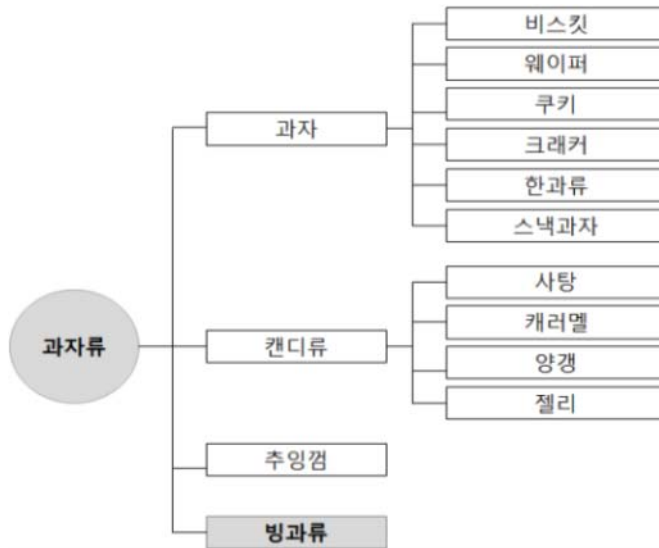 과자류
과자
비스킷
웨이퍼
쿠키
크래커
한과류
스낵과자
캔디류
사탕
캐러멜
양갱
젤리
추잉껌
빙과류